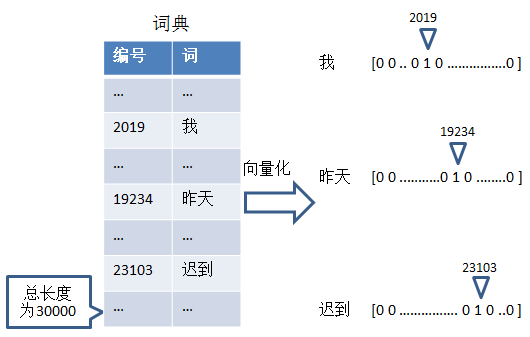 词典
编号 词
... ...
2019 我
... ...
19234 昨天
... ...
23103 迟到
... ...
总长度
为30000
向量化
2019
我 [0 0 .. 0 1 0 ................0 ]
19234
昨天 [0 0 ...........0 1 0 ........0 ]
23103
迟到 [0 0 ................ 0 1 0 ..0 ]